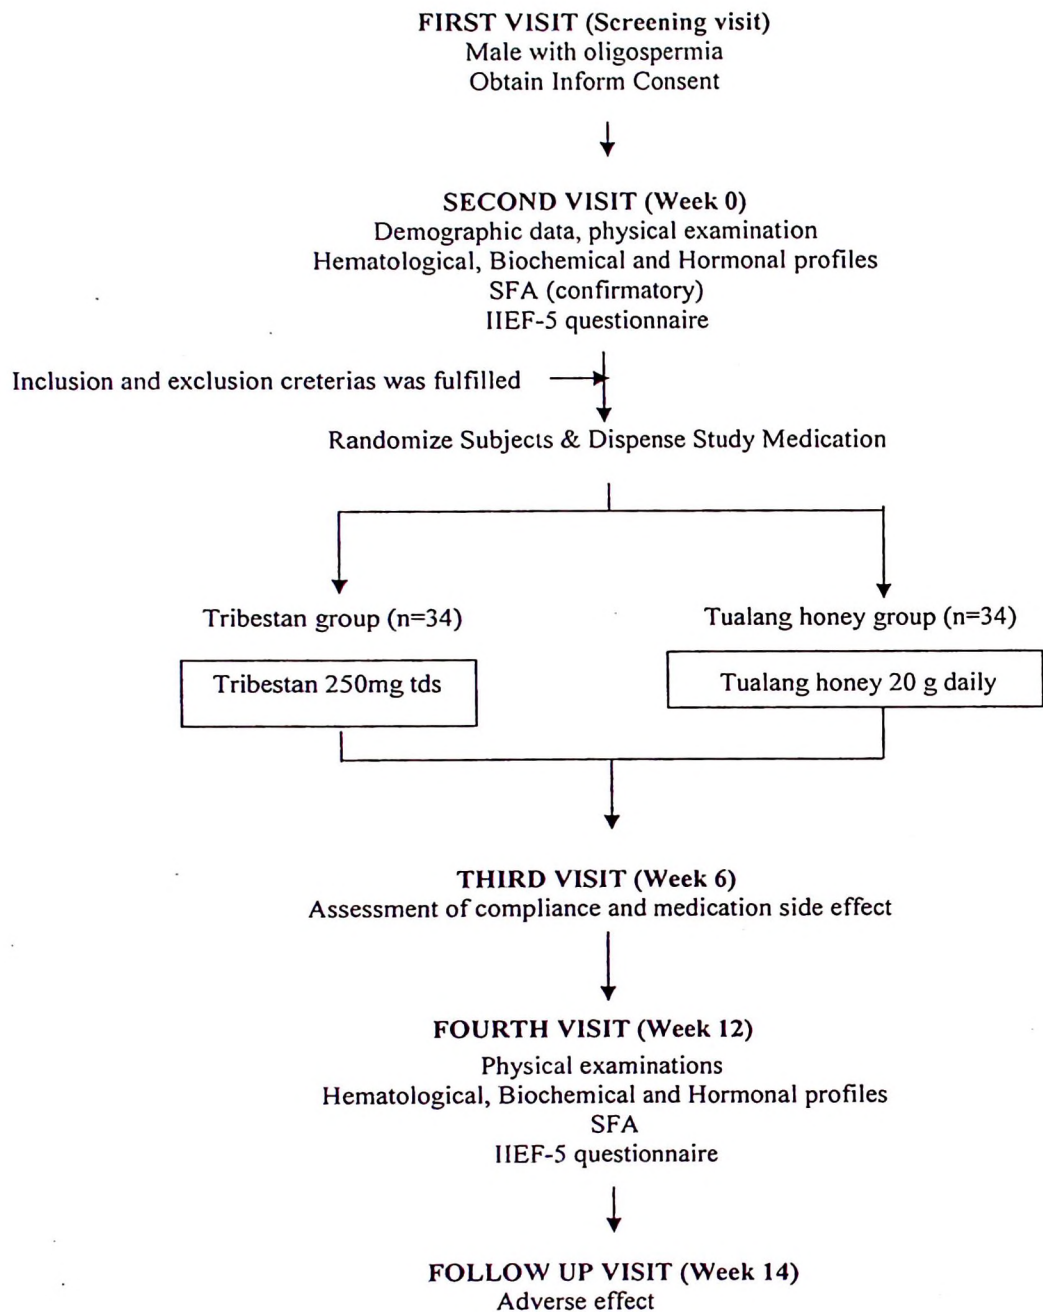 FIRST VISIT (Screening visit)
Male with oligospermia
Obtain Inform Consent
SECOND VISIT (Week 0)
Demographic data, physical examination
Hematological, Biochemical and Hormonal profiles
SFA (confirmatory)
IIEF-5 questionnaire
Inclusion and exclusion creterias was fulfilled
Randomize Subjects & Dispense Study Medication
Tribestan group (n=34)
Tualang honey group (n=34)
Tribestan 250mg tds
Tualang honey 20 g daily
THIRD VISIT (Week 6)
Assessment of compliance and medication side effect
FOURTH VISIT (Week 12)
Physical examinations
Hematological, Biochemical and Hormonal profiles
SFA
IIEF-5 questionnaire
FOLLOW UP VISIT (Week 14)
Adverse effect